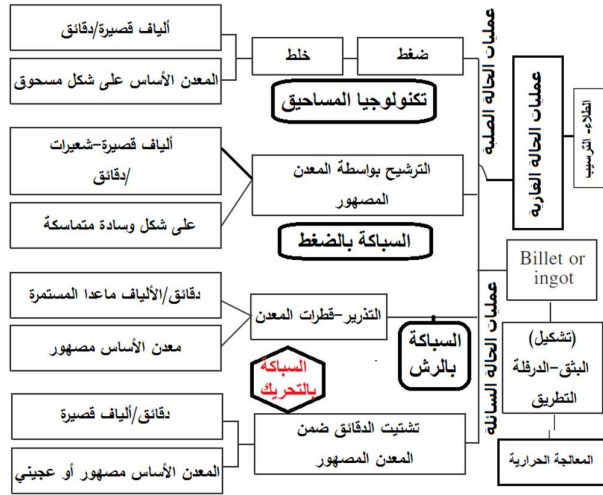 ألياف قصيرة/دقائق
المعدن الأساس على شكل مسحوق
خلط
ضغط
تكنولوجيا المساحيق
عمليات الحالة الصلبة
عمليات الحالة الغازية
الطلاء- الترسيب
ألياف قصيرة–شعيرات
/دقائق
على شكل وسادة متماسكة
الترشيح بواسطة المعدن
المصهور
السباكة بالضغط
Billet or
ingot
دقائق/الألياف ماعدا المستمرة
معدن الأساس مصهور
التذرير–قطرات المعدن
السباكة
بالرش
عمليات الحالة السائلة
(تشكيل)
البثق-الدرفلة
التطريق
السباكة
بالتحريك
دقائق/ألياف قصيرة
المعدن الأساس مصهور أو عجيني
تشتيت الدقائق ضمن
المعدن المصهور
المعالجة الحرارية